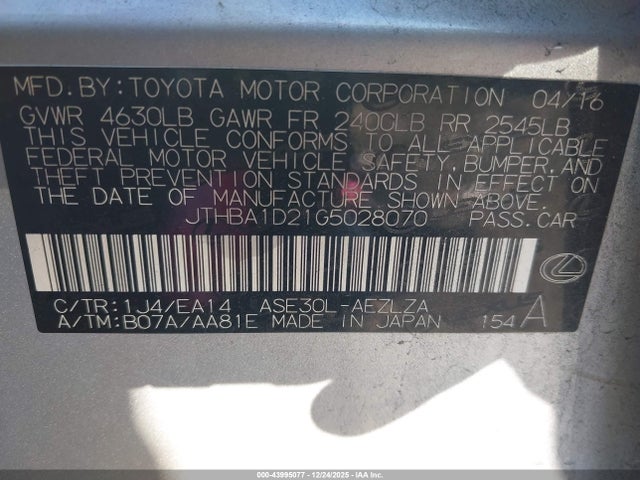 MFD. BY: TOYOTA MOTOR CORPORATION 04/16
GVWR 4630LB GAWR FR 2400LB RR 2545LB
THIS VEHICLE CONFORMS TO ALL APPLICABLE
FEDERAL MOTOR VEHICLE SAFETY, BUMPER, AND
THEFT PREVENTION STANDARDS IN EFFECT ON
THE DATE OF MANUFACTURE SHOWN ABOVE.
JTHBA1D21G5028070 PASS.CAR
C/TR: 1J4/EA14 ASE30L-AEZLZA
A/TM: B07A/AA81E MADE IN JAPAN 154 A
000-43995077 - 12/24/2025 - IAA Inc.